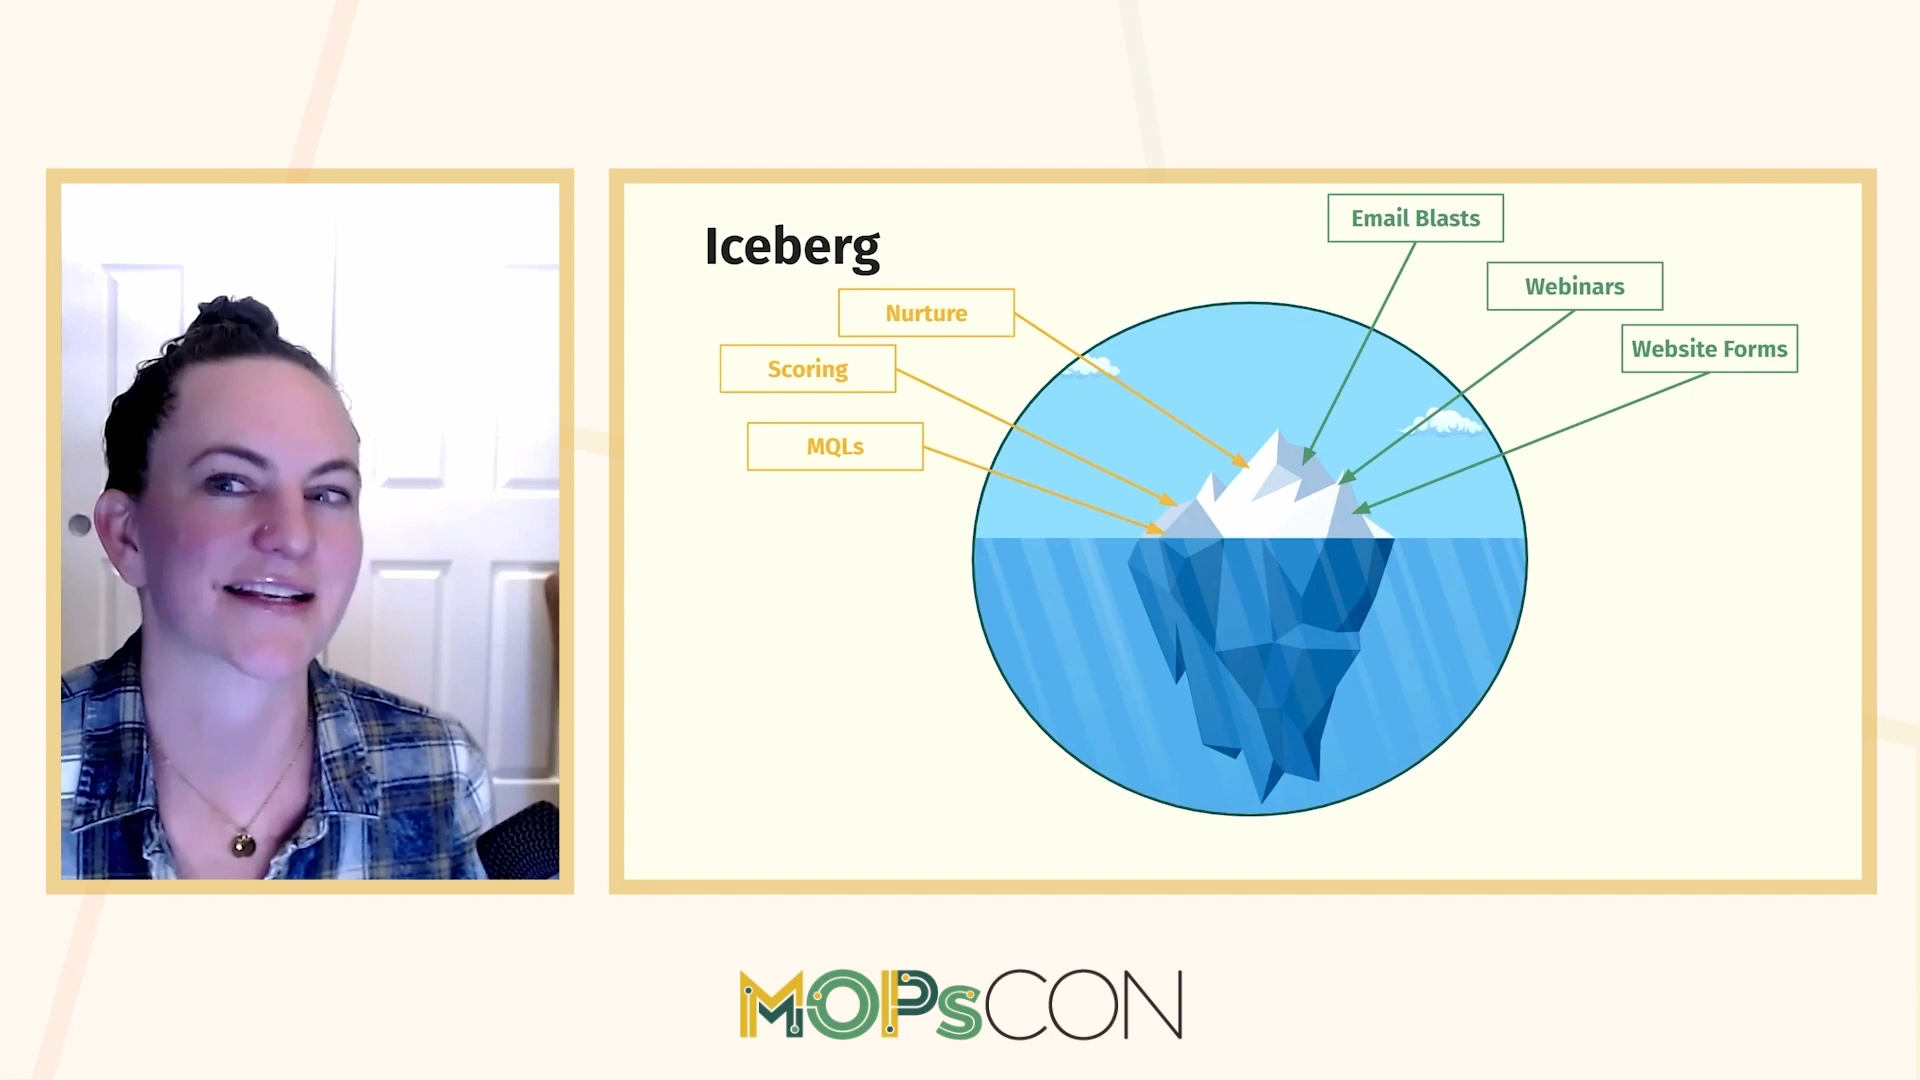 Iceberg
Email Blasts
Webinars
Nurture
Website Forms
Scoring
MQLs
MOPsCON